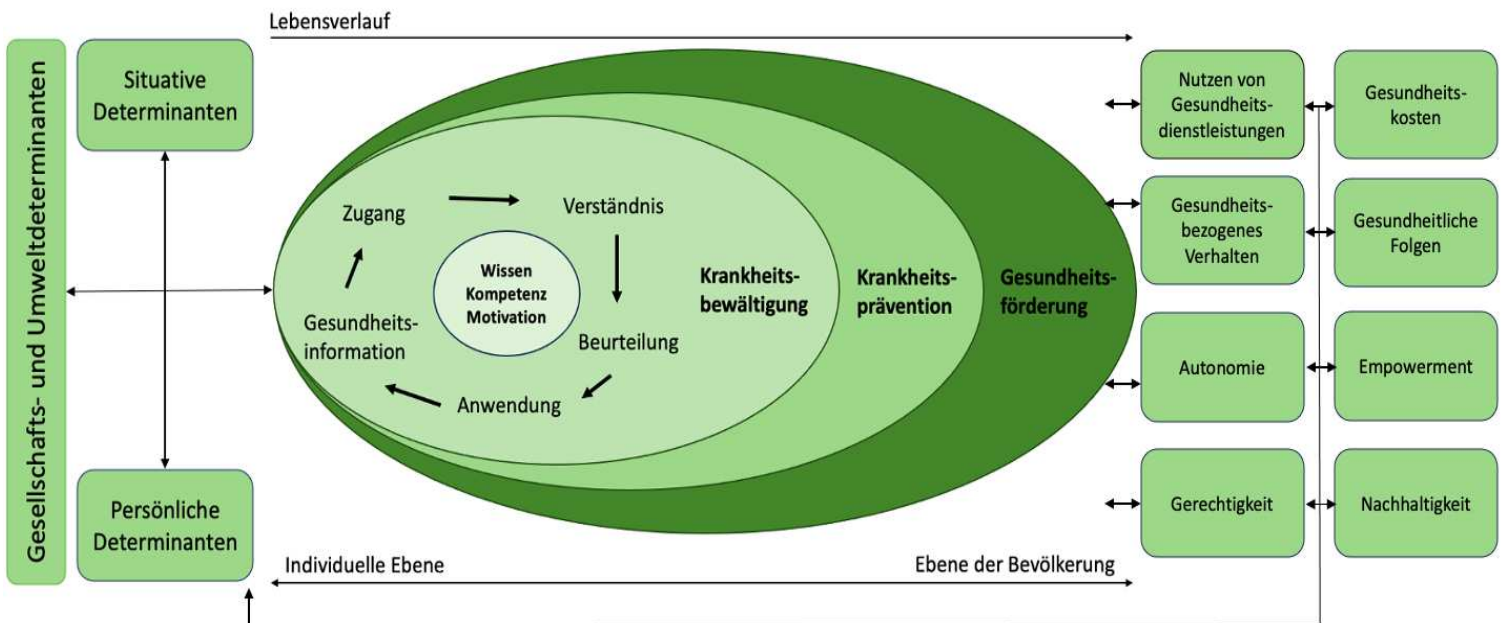 Lebensverlauf
Gesellschafts- und Umweltdeterminanten
Situative
Determinanten
Persönliche
Determinanten
Zugang
Verständnis
Wissen
Kompetenz
Motivation
Gesundheits-
information
Beurteilung
Anwendung
Krankheits-
bewältigung
Krankheits-
prävention
Gesundheits-
förderung
Individuelle Ebene
Ebene der Bevölkerung
Nutzen von
Gesundheits-
dienstleistungen
Gesundheits-
kosten
Gesundheits-
bezogenes
Verhalten
Gesundheitliche
Folgen
Autonomie
Empowerment
Gerechtigkeit
Nachhaltigkeit